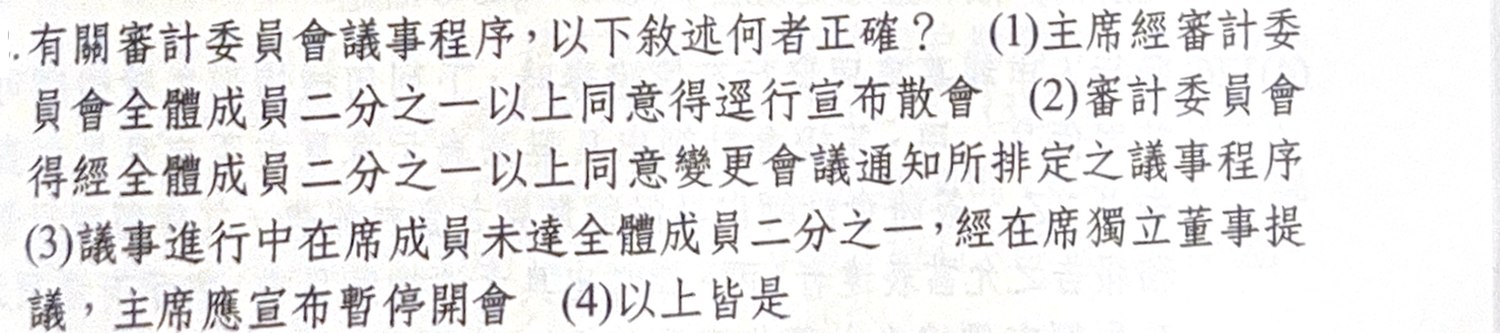 .有關審計委員會議事程序，以下敘述何者正確？ (1)主席經審計委
員會全體成員二分之一以上同意得逕行宣布散會 (2)審計委員會
得經全體成員二分之一以上同意變更會議通知所排定之議事程序
(3)議事進行中在席成員未達全體成員二分之一，經在席獨立董事提
議，主席應宣布暫停開會 (4)以上皆是